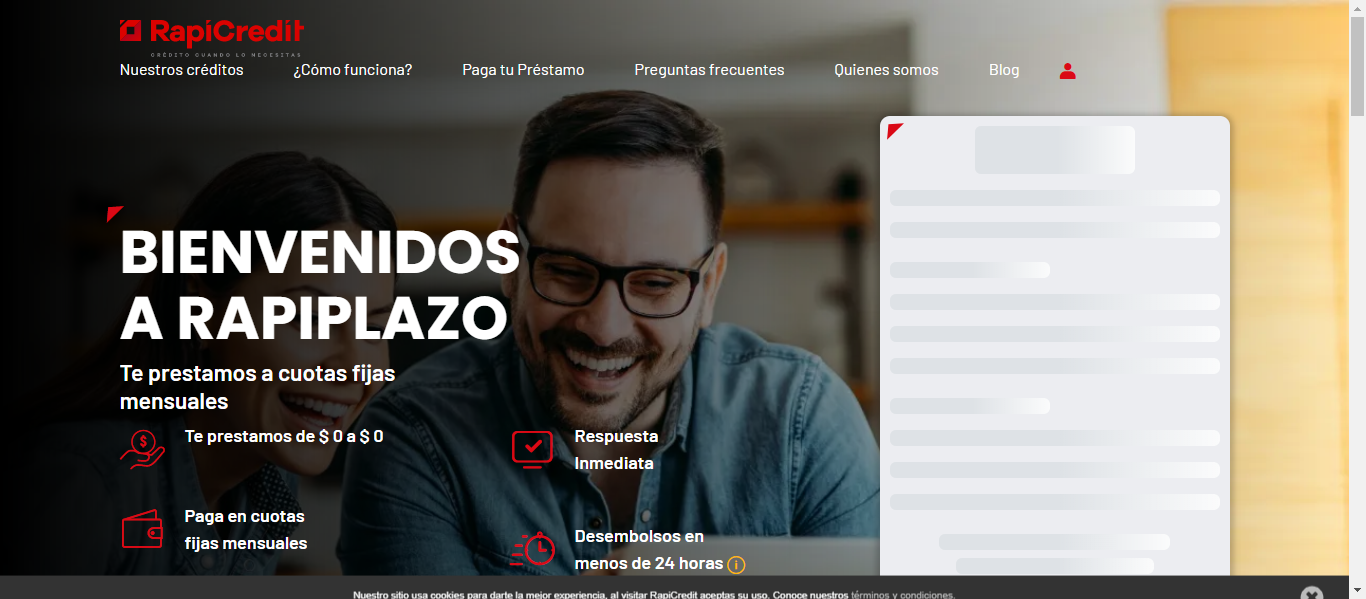 RapiCredit
CRÉDITO CUANDO LO NECESITAS
Nuestros créditos
¿Cómo funciona?
Paga tu Préstamo
Preguntas frecuentes
Quienes somos
Blog
BIENVENIDOS
A RAPIPLAZO
Te prestamos a cuotas fijas
mensuales
Te prestamos de $ 0 a $ 0
Respuesta
Inmediata
Paga en cuotas
fijas mensuales
Desembolsos en
menos de 24 horas
Nuestro sitio usa cookies para darte la mejor experiencia, al visitar RapiCredit aceptas su uso. Conoce nuestros términos y condiciones.